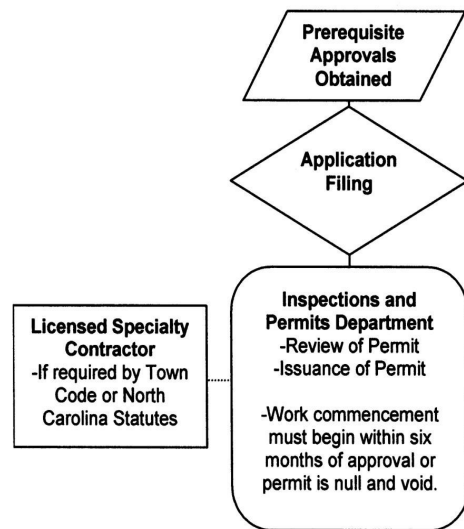 Prerequisite
Approvals
Obtained
Application
Filing
Inspections and
Permits Department
-Review of Permit
-Issuance of Permit
-Work commencement
must begin within six
months of approval or
permit is null and void.
Licensed Specialty
Contractor
-If required by Town
Code or North
Carolina Statutes